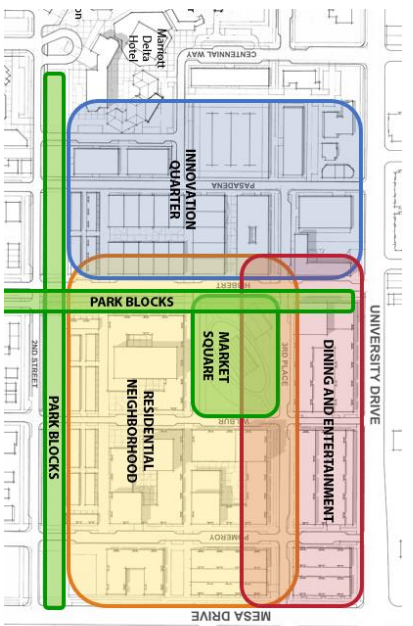 Marriott
Delta
Hotel
CENTENNIAL WAY
INNOVATION
QUARTER
PASADENA
HIBBERT
PARK BLOCKS
UNIVERSITY DRIVE
MARKET
SQUARE
3RD PLACE
DINING AND ENTERTAINMENT
2ND STREET
RESIDENTIAL
NEIGHBORHOOD
PARK BLOCKS
WILBUR
POMEROY
MESA DRIVE